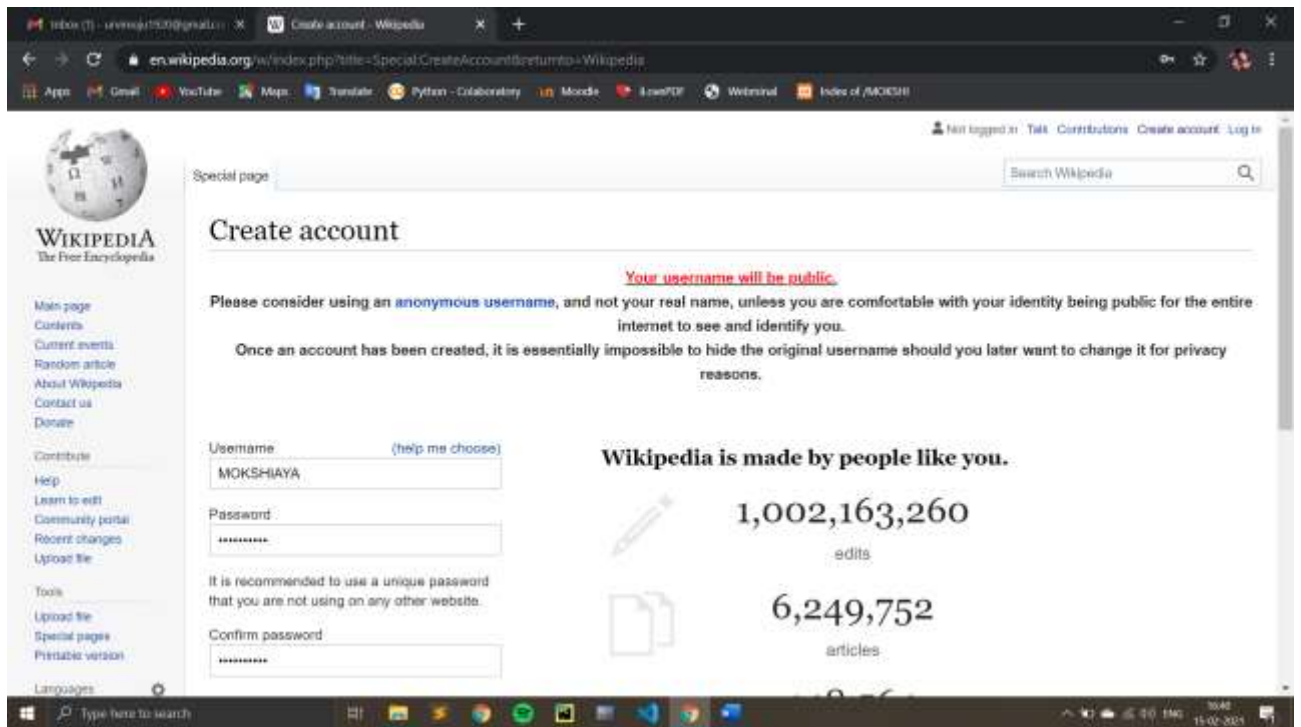 Create account - Wikipedia
en.wikipedia.org/w/index.php?title=Special:CreateAccount&returnto=Wikipedia
Apps Gmail YouTube Maps Translate Python - Colaboratory Moodle iLovePDF Webminal Index of /MOKSHI
Not logged in Talk Contributions Create account Log in
Special page
Search Wikipedia
WIKIPEDIA
The Free Encyclopedia
Create account
Your username will be public.
Please consider using an anonymous username, and not your real name, unless you are comfortable with your identity being public for the entire
internet to see and identify you.
Once an account has been created, it is essentially impossible to hide the original username should you later want to change it for privacy
reasons.
Main page
Contents
Current events
Random article
About Wikipedia
Contact us
Donate
Contribute
Help
Learn to edit
Community portal
Recent changes
Upload file
Tools
Upload file
Special pages
Printable version
Languages
Username (help me choose)
MOKSHIAYA
Password
••••••••••
It is recommended to use a unique password
that you are not using on any other website.
Confirm password
••••••••••
Wikipedia is made by people like you.
1,002,163,260
edits
6,249,752
articles
Type here to search
ENG
16:40
15-02-2021